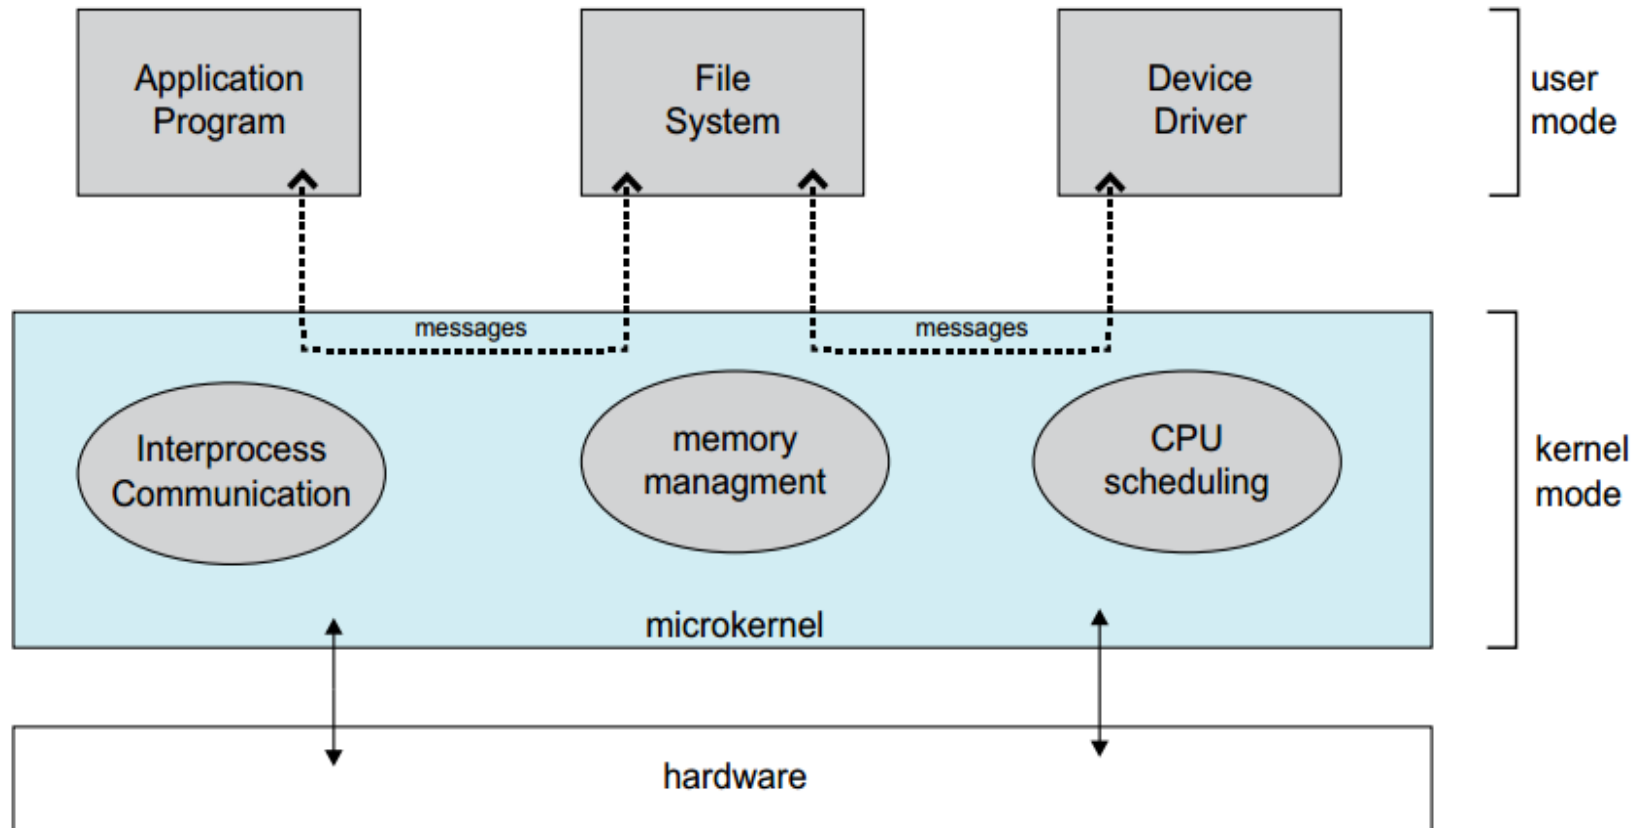 Application
Program
File
System
Device
Driver
user
mode
messages
messages
Interprocess
Communication
memory
managment
CPU
scheduling
kernel
mode
microkernel
hardware